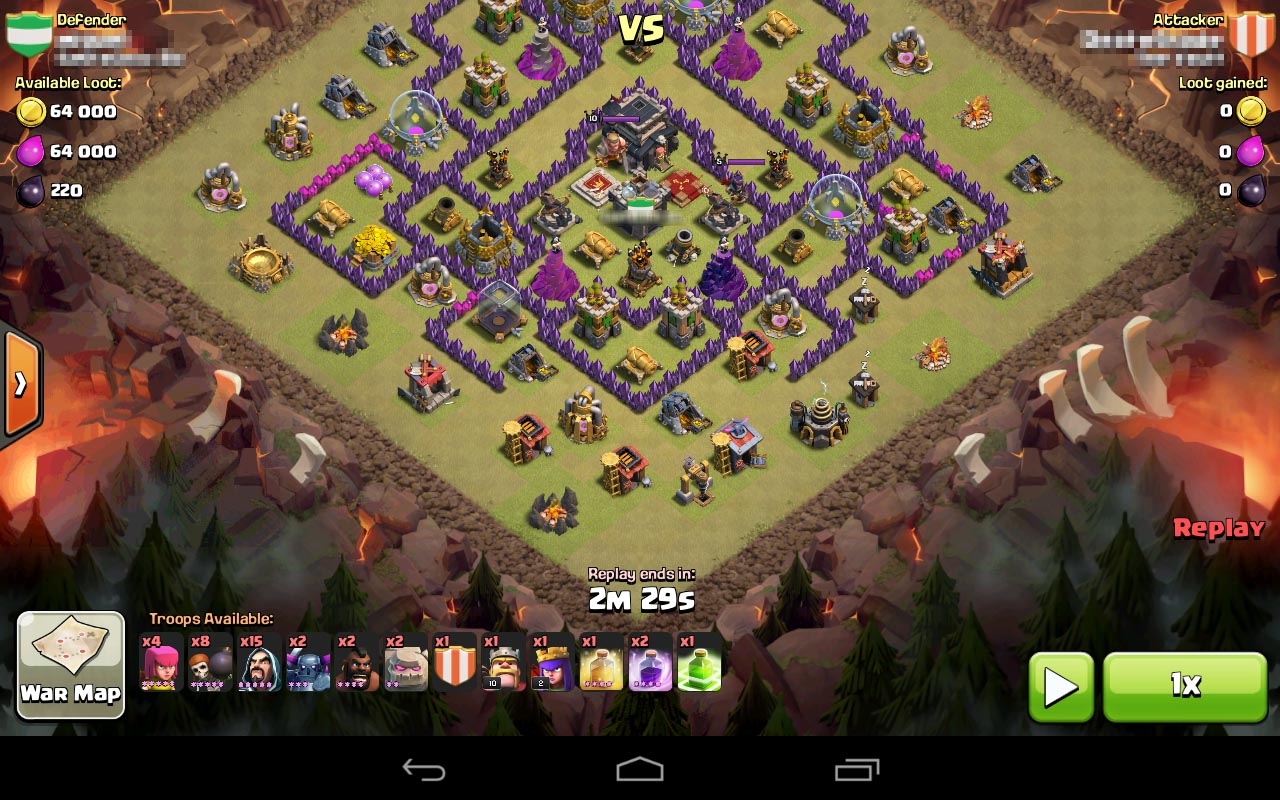 Defender
VS
Attacker
Available Loot:
Loot gained:
64 000
0
64 000
0
220
0
10
5
Replay
Replay ends in:
2M 29s
Troops Available:
x4 x8 x15 x2 x2 x2 x1 x1 x1 x1 x2 x1
10 2
War Map
1x